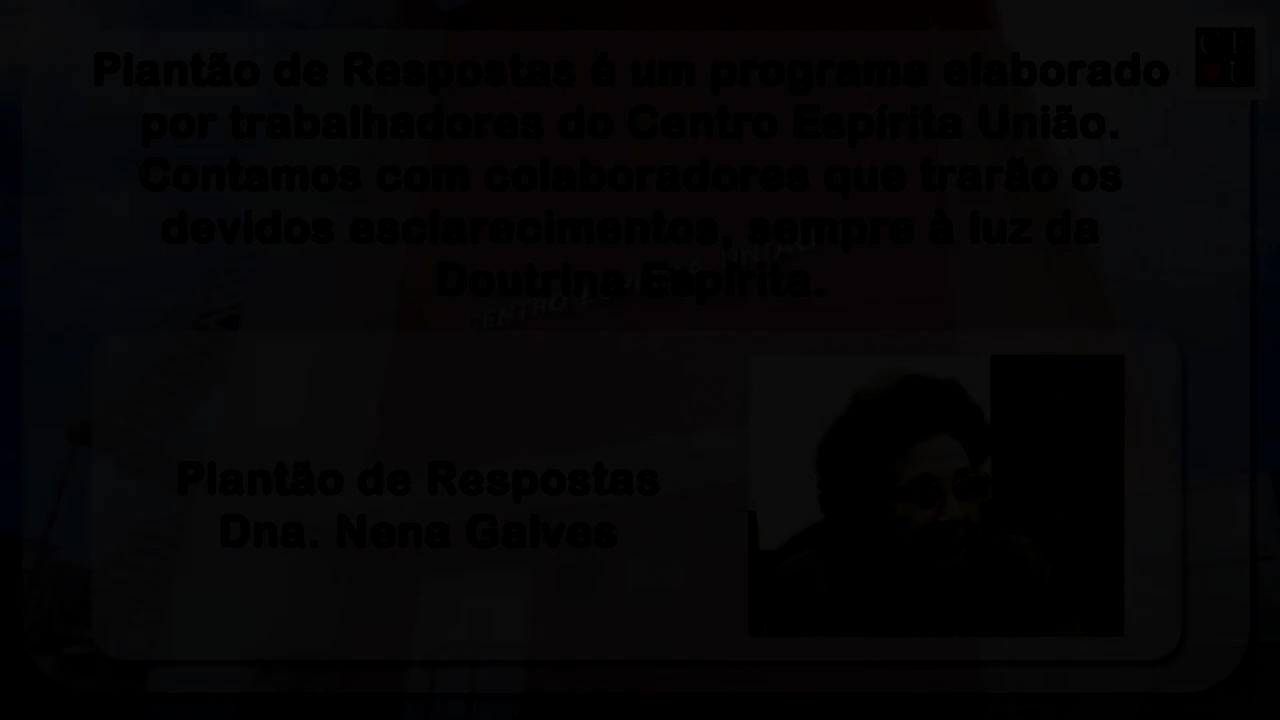 Plantão de Respostas é um programa elaborado
por trabalhadores do Centro Espírita União.
Contamos com colaboradores que trarão os
devidos esclarecimentos, sempre à luz da
Doutrina Espírita.
CENTRO
Plantão de Respostas
Dna. Nena Galves